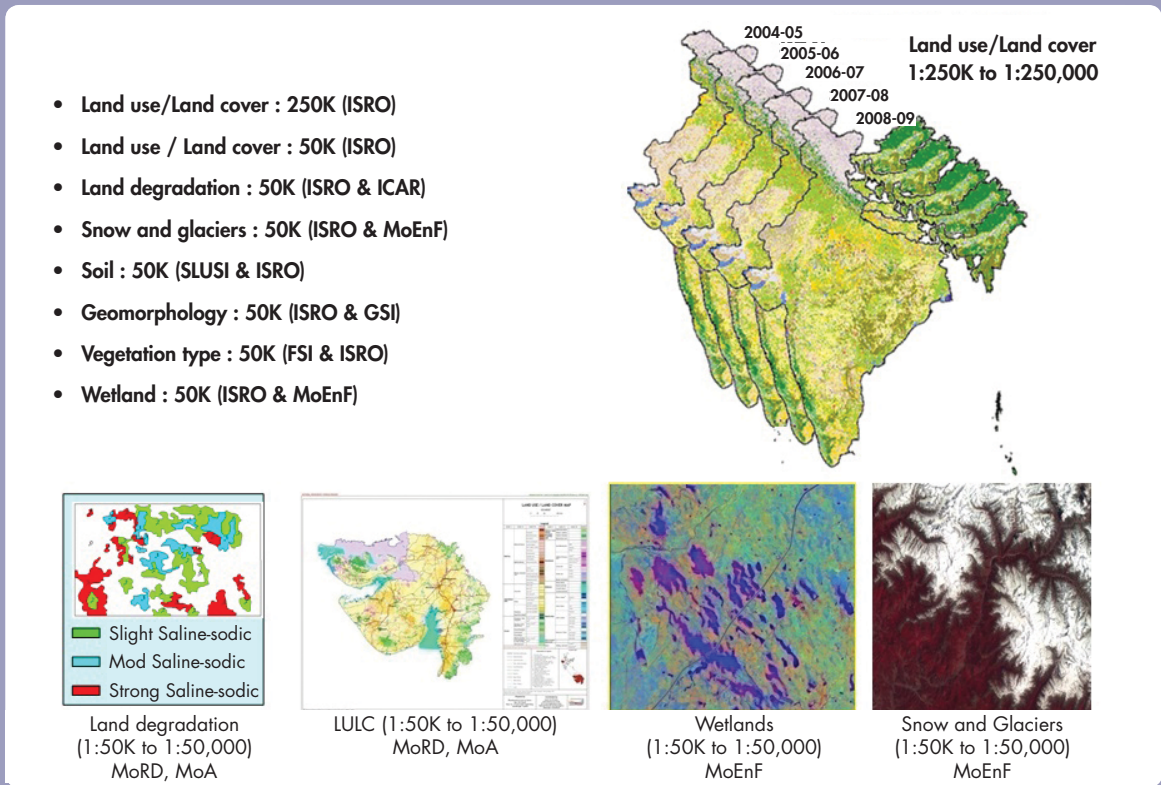 • Land use/Land cover : 250K (ISRO)
• Land use / Land cover : 50K (ISRO)
• Land degradation : 50K (ISRO & ICAR)
• Snow and glaciers : 50K (ISRO & MoEnF)
• Soil : 50K (SLUSI & ISRO)
• Geomorphology : 50K (ISRO & GSI)
• Vegetation type : 50K (FSI & ISRO)
• Wetland : 50K (ISRO & MoEnF)
2004-05
2005-06
2006-07
2007-08
2008-09
Land use/Land cover
1:250K to 1:250,000
Slight Saline-sodic
Mod Saline-sodic
Strong Saline-sodic
Land degradation
(1:50K to 1:50,000)
MoRD, MoA
LAND USE / LAND COVER MAP
LULC (1:50K to 1:50,000)
MoRD, MoA
Wetlands
(1:50K to 1:50,000)
MoEnF
Snow and Glaciers
(1:50K to 1:50,000)
MoEnF